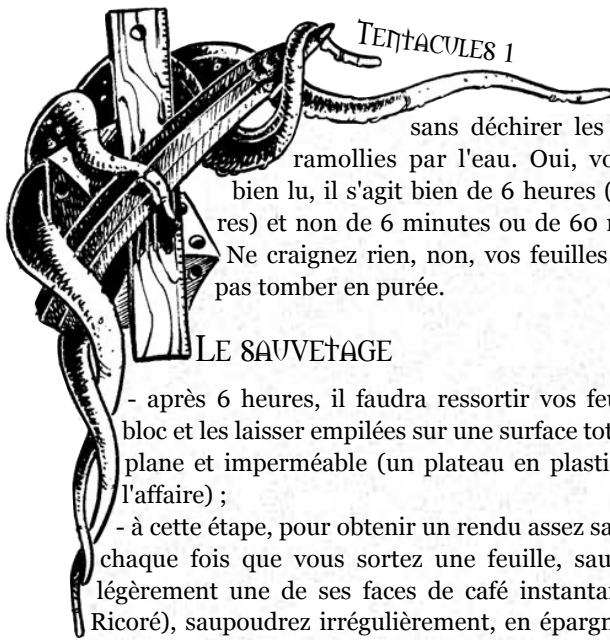 TENTACULES 1
sans déchirer les
ramollies par l'eau. Oui, vo
bien lu, il s'agit bien de 6 heures (
res) et non de 6 minutes ou de 60
Ne craignez rien, non, vos feuilles
pas tomber en purée.
LE SAUVETAGE
- après 6 heures, il faudra ressortir vos feu
bloc et les laisser empilées sur une surface tot
plane et imperméable (un plateau en plasti
l'affaire) ;
- à cette étape, pour obtenir un rendu assez sa
chaque fois que vous sortez une feuille, sau
légèrement une de ses faces de café instanta
Ricoré), saupoudrez irrégulièrement, en épargn